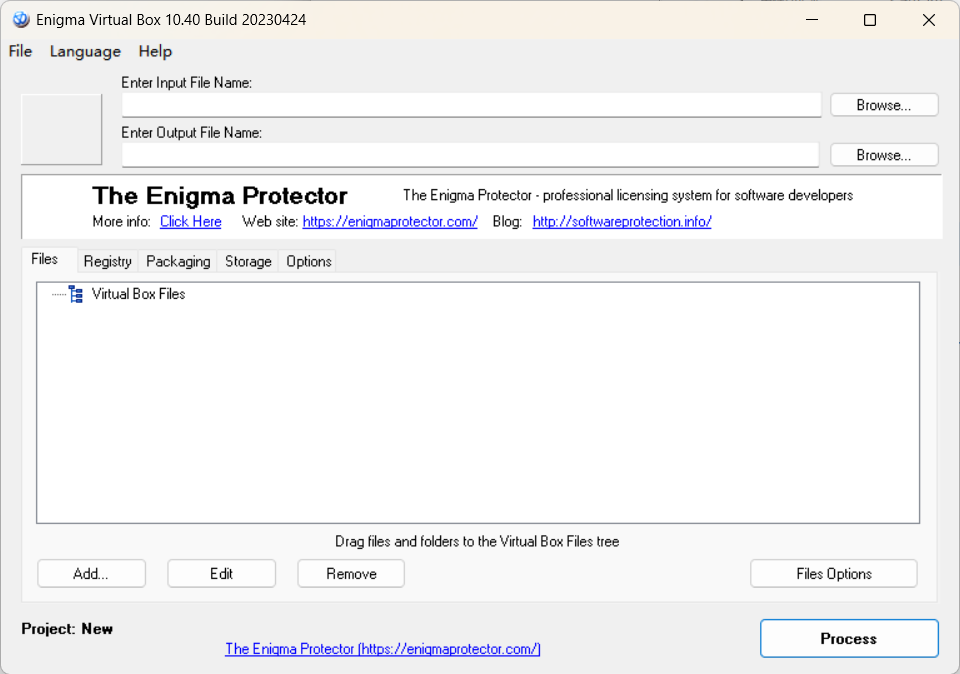 Enigma Virtual Box 10.40 Build 20230424
File Language Help
Enter Input File Name:
Browse...
Enter Output File Name:
Browse...
The Enigma Protector The Enigma Protector - professional licensing system for software developers
More info: Click Here Web site: https://enigmaprotector.com/ Blog: http://softwareprotection.info/
Files Registry Packaging Storage Options
Virtual Box Files
Drag files and folders to the Virtual Box Files tree
Add... Edit Remove Files Options
Project: New
The Enigma Protector [https://enigmaprotector.com/]
Process